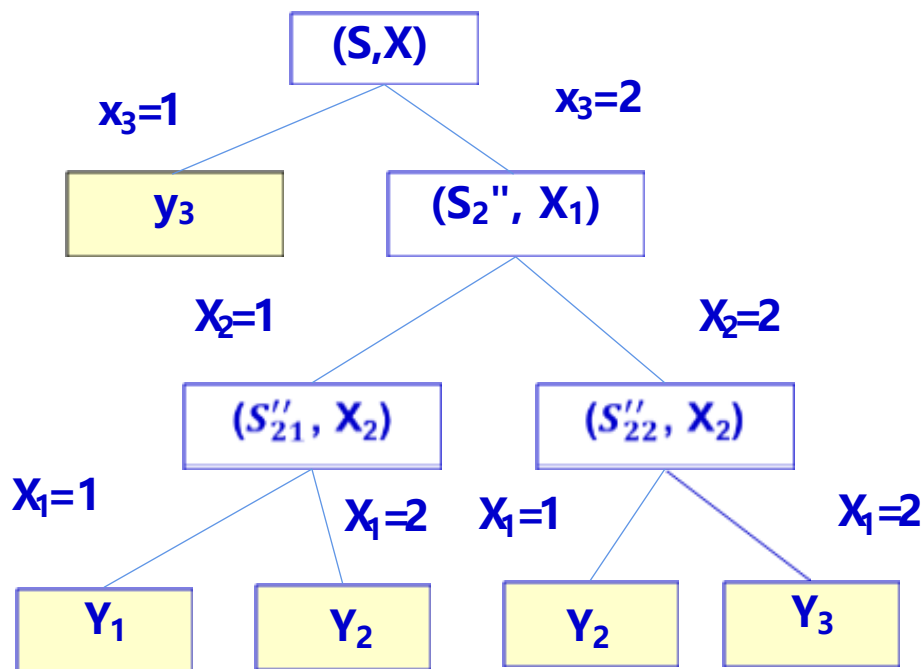 (S,X)
x₃=1
x₃=2
y₃
(S₂", X₁)
X₂=1
X₂=2
(S″₂₁, X₂)
(S″₂₂, X₂)
X₁=1
X₁=2
X₁=1
X₁=2
Y₁
Y₂
Y₂
Y₃